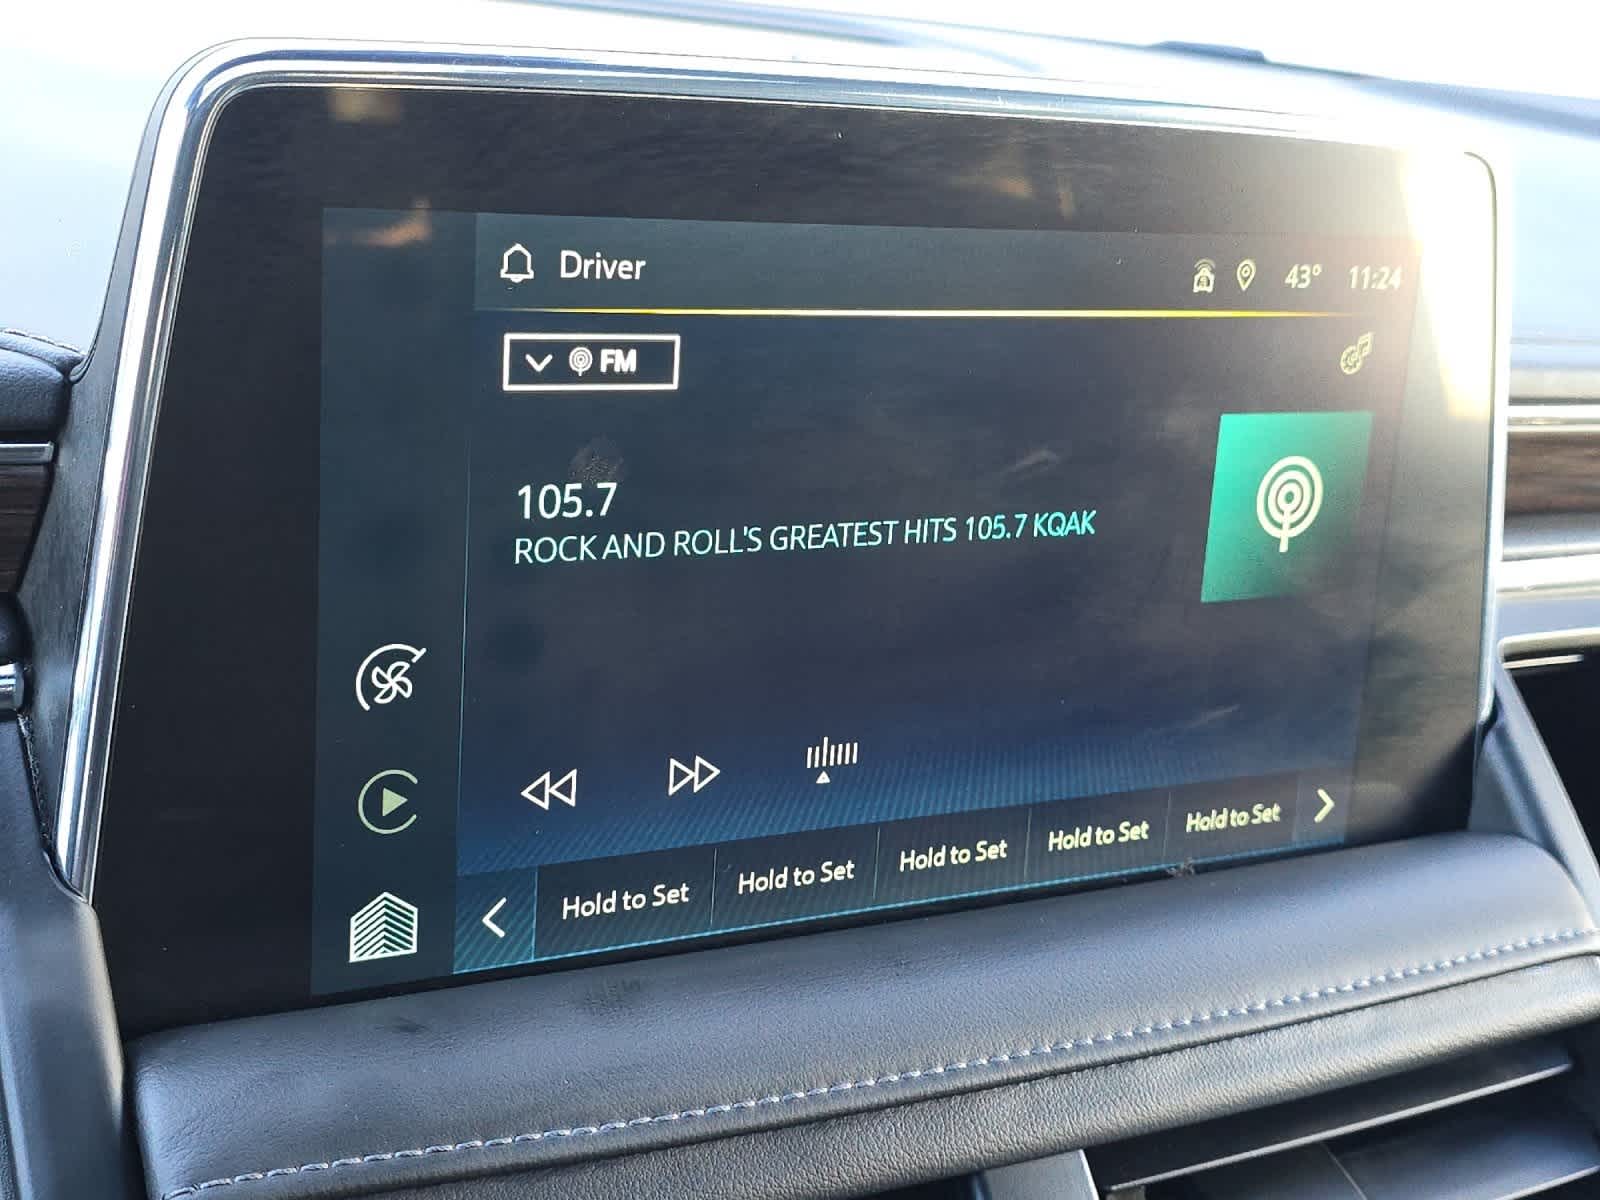 Driver
43° 11:24
FM
105.7
ROCK AND ROLL'S GREATEST HITS 105.7 KQAK
Hold to Set Hold to Set Hold to Set Hold to Set Hold to Set